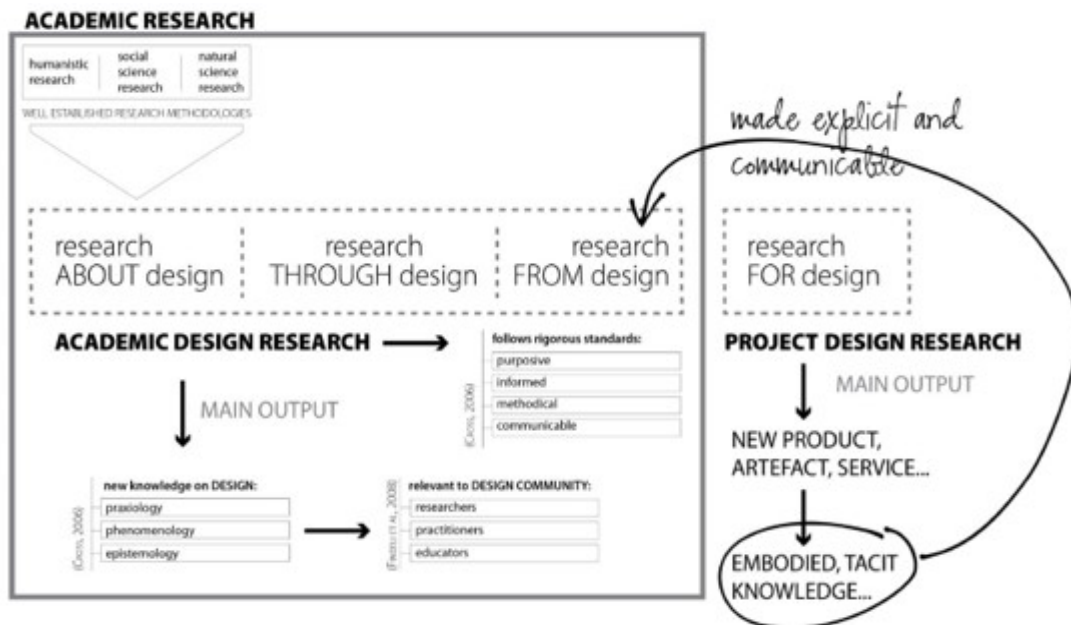 ACADEMIC RESEARCH
humanistic
research
social
science
research
natural
science
research
WELL ESTABLISHED RESEARCH METHODOLOGIES
made explicit and
communicable
research
ABOUT design
research
THROUGH design
research
FROM design
research
FOR design
ACADEMIC DESIGN RESEARCH
MAIN OUTPUT
(CROSS, 2006)
follows rigorous standards:
purposive
informed
methodical
communicable
PROJECT DESIGN RESEARCH
MAIN OUTPUT
NEW PRODUCT,
ARTEFACT, SERVICE...
(CROSS, 2006)
new knowledge on DESIGN:
praxiology
phenomenology
epistemology
relevant to DESIGN COMMUNITY:
researchers
practitioners
educators
EMBODIED, TACIT
KNOWLEDGE...